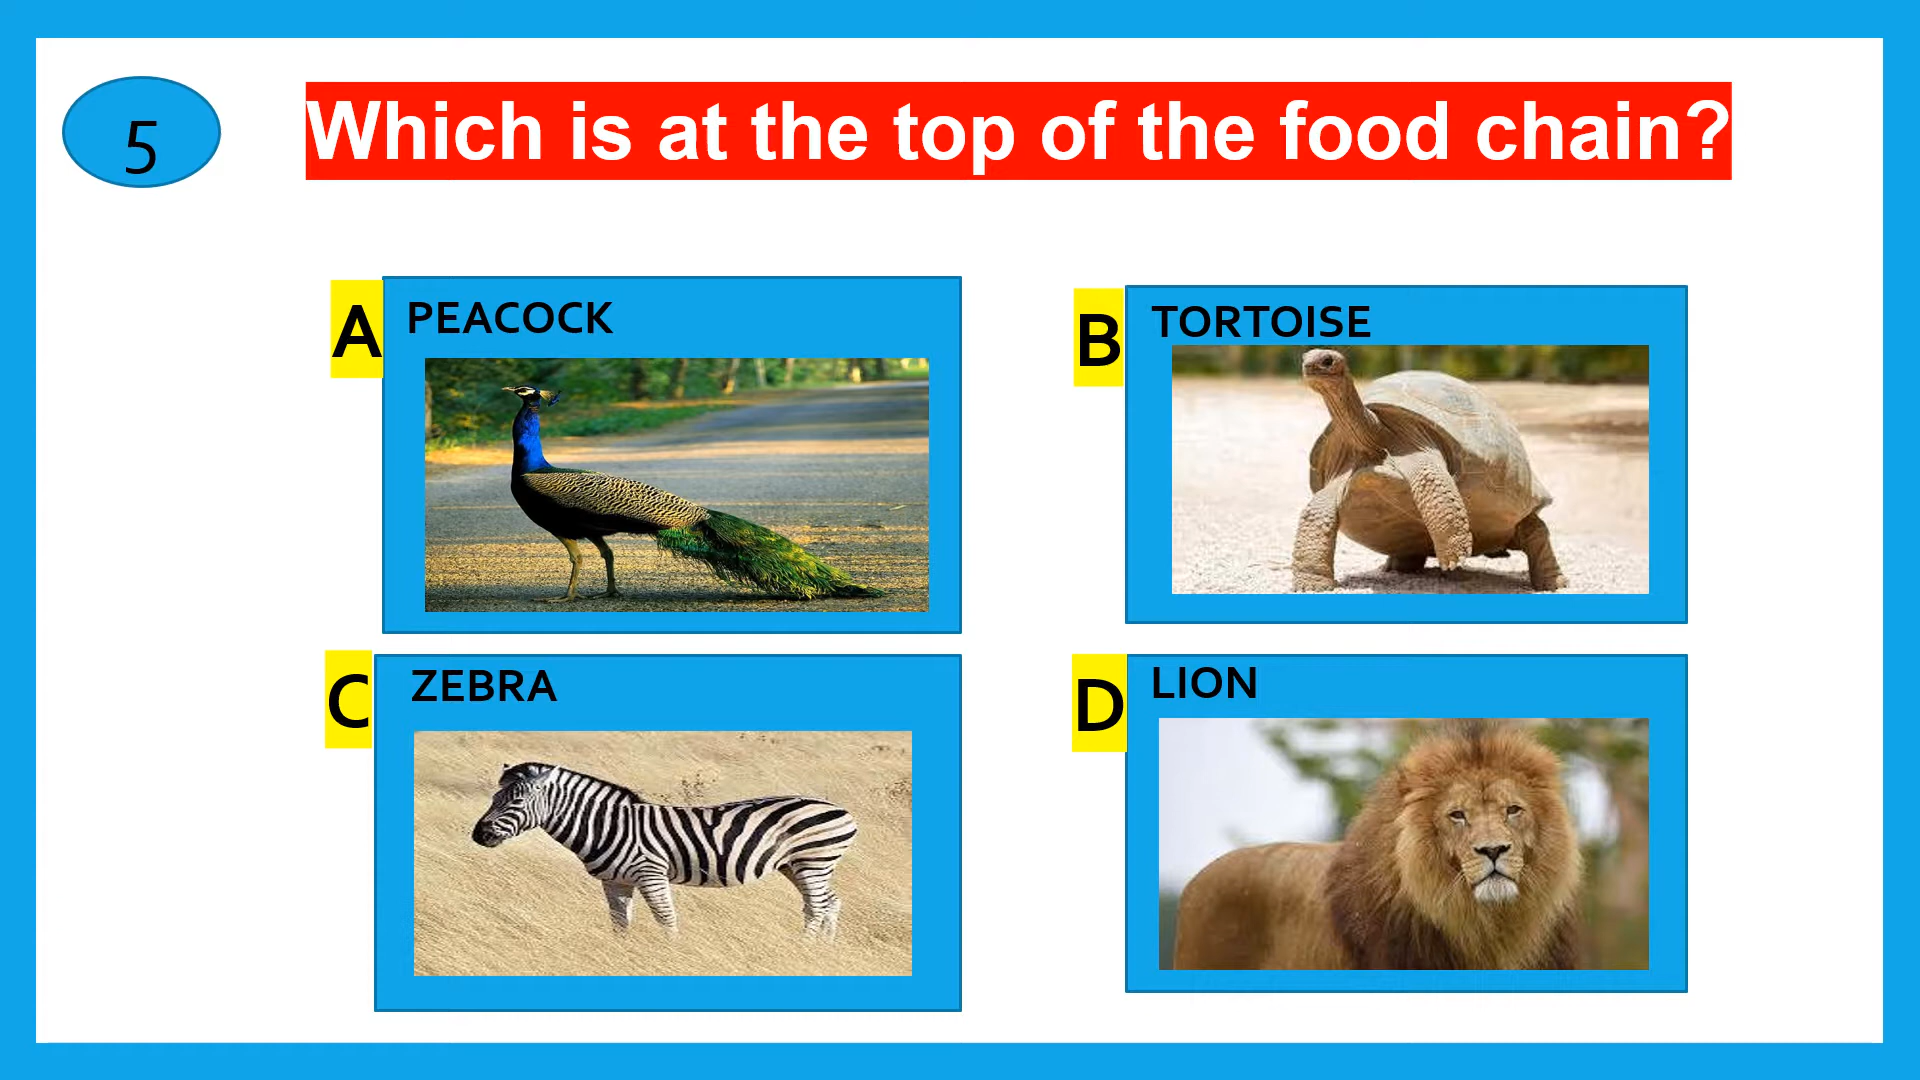 5
Which is at the top of the food chain?
A
PEACOCK
B
TORTOISE
C
ZEBRA
D
LION